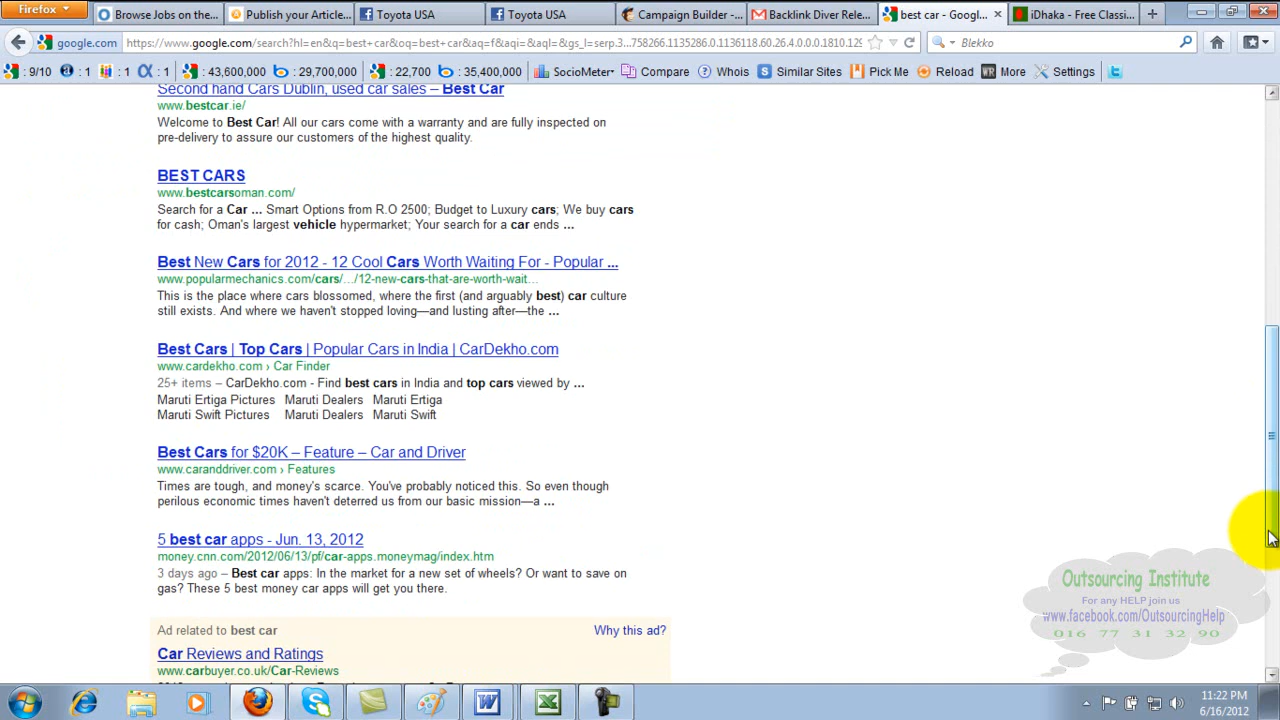 Firefox
Browse Jobs on the...
Publish your Article...
Toyota USA
Toyota USA
Campaign Builder -...
Backlink Diver Rele...
best car - Googl...
iDhaka - Free Classi...
google.com
https://www.google.com/search?hl=en&q=best+car&oq=best+car&aq=f&aqi=&aql=&gs_l=serp.3...758266.1135286.0.1136118.60.26.4.0.0.0.1810.129
Blekko
: 9/10 : 1 : 1 : 1 : 43,600,000 : 29,700,000 : 22,700 : 35,400,000 SocioMeter Compare Whois Similar Sites Pick Me Reload More Settings
Second hand Cars Dublin, used car sales – Best Car
www.bestcar.ie/
Welcome to Best Car! All our cars come with a warranty and are fully inspected on
pre-delivery to assure our customers of the highest quality.
BEST CARS
www.bestcarsoman.com/
Search for a Car ... Smart Options from R.O 2500; Budget to Luxury cars; We buy cars
for cash; Oman's largest vehicle hypermarket; Your search for a car ends ...
Best New Cars for 2012 - 12 Cool Cars Worth Waiting For - Popular ...
www.popularmechanics.com/cars/.../12-new-cars-that-are-worth-wait...
This is the place where cars blossomed, where the first (and arguably best) car culture
still exists. And where we haven't stopped loving—and lusting after—the ...
Best Cars | Top Cars | Popular Cars in India | CarDekho.com
www.cardekho.com › Car Finder
25+ items – CarDekho.com - Find best cars in India and top cars viewed by ...
Maruti Ertiga Pictures Maruti Dealers Maruti Ertiga
Maruti Swift Pictures Maruti Dealers Maruti Swift
Best Cars for $20K – Feature – Car and Driver
www.caranddriver.com › Features
Times are tough, and money's scarce. You've probably noticed this. So even though
perilous economic times haven't deterred us from our basic mission—a ...
5 best car apps - Jun. 13, 2012
money.cnn.com/2012/06/13/pf/car-apps.moneymag/index.htm
3 days ago – Best car apps: In the market for a new set of wheels? Or want to save on
gas? These 5 best money car apps will get you there.
Ad related to best car
Why this ad?
Car Reviews and Ratings
www.carbuyer.co.uk/Car-Reviews
Outsourcing Institute
For any HELP join us
www.facebook.com/OutsourcingHelp
016 77 31 32 90
11:22 PM
6/16/2012